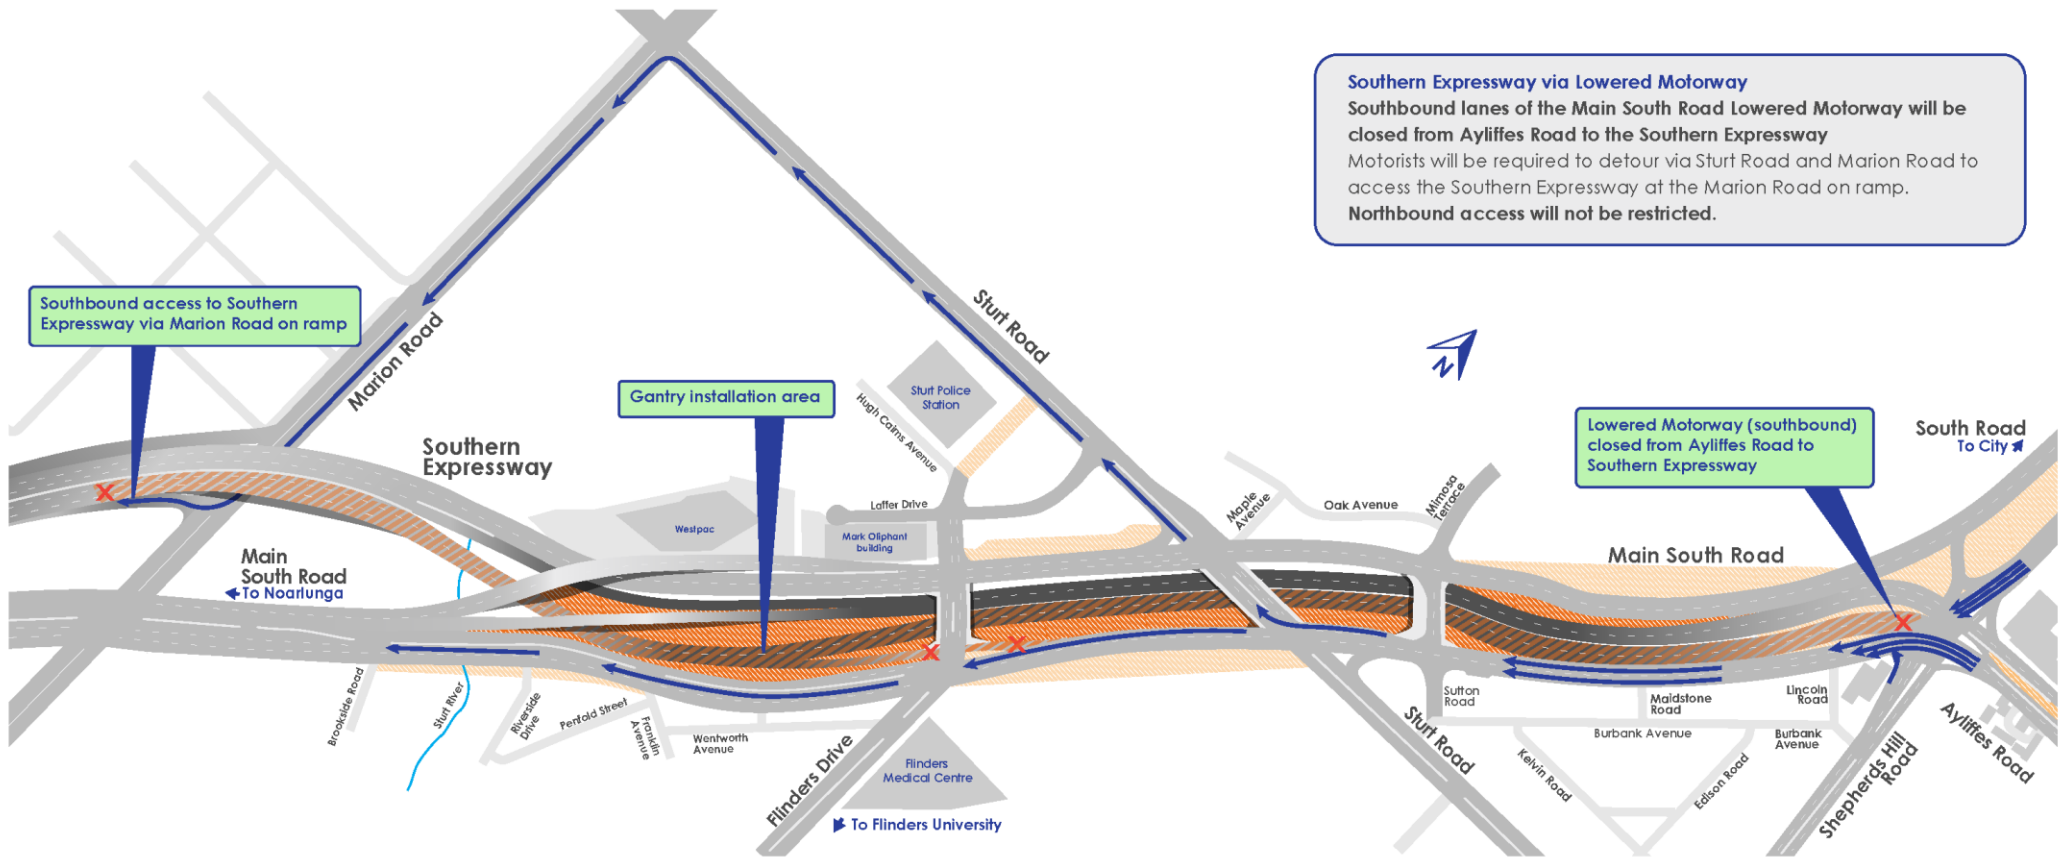 Southern Expressway via Lowered Motorway
Southbound lanes of the Main South Road Lowered Motorway will be
closed from Ayliffes Road to the Southern Expressway
Motorists will be required to detour via Sturt Road and Marion Road to
access the Southern Expressway at the Marion Road on ramp.
Northbound access will not be restricted.
Southbound access to Southern
Expressway via Marion Road on ramp
Marion Road
Sturt Road
N
Sturt Police
Station
Hugh Cairns Avenue
Gantry installation area
Lowered Motorway (southbound)
closed from Ayliffes Road to
Southern Expressway
South Road
To City
Southern
Expressway
Westpac
Laffer Drive
Mark Oliphant
building
Maple
Avenue
Oak Avenue
Mimosa
Terrace
Main South Road
Main
South Road
To Noarlunga
Brookside Road
Sturt River
Riverside
Drive
Penfold Street
Franklin
Avenue
Wentworth
Avenue
Flinders Drive
Flinders
Medical Centre
To Flinders University
Sturt Road
Sutton
Road
Maidstone
Road
Lincoln
Road
Burbank Avenue
Burbank
Avenue
Kelvin Road
Edison Road
Shepherds Hill
Road
Ayliffes Road